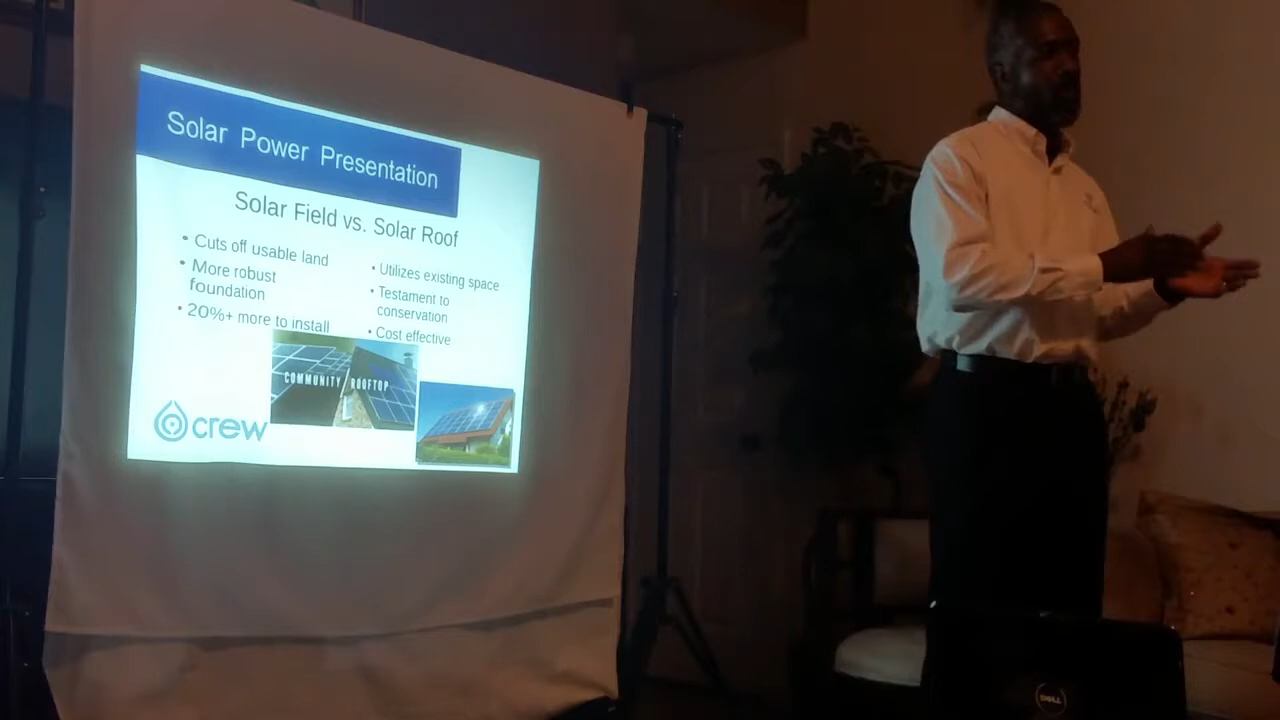 Solar Power Presentation
Solar Field vs. Solar Roof
• Cuts off usable land
• More robust
foundation
• 20%+ more to install
• Utilizes existing space
• Testament to
conservation
• Cost effective
COMMUNITY ROOFTOP
crew
DELL